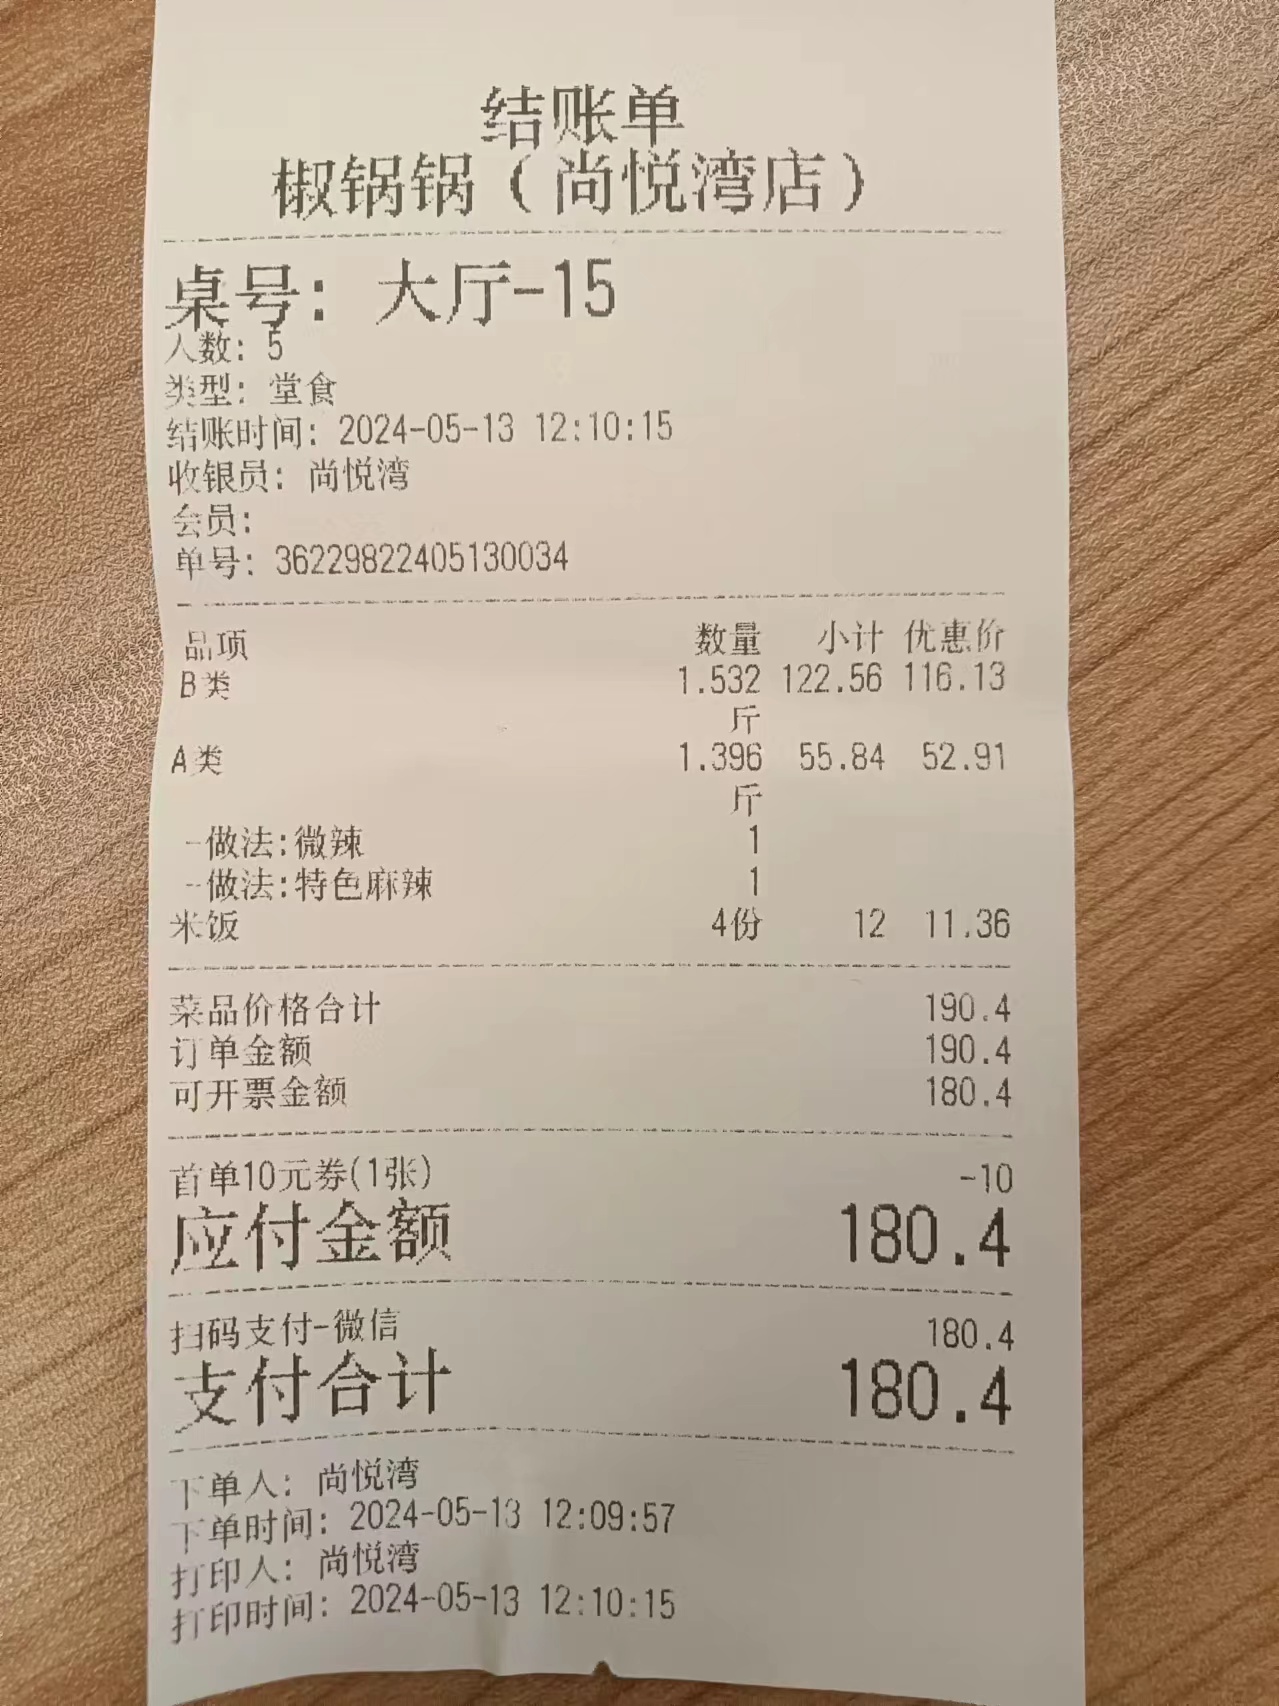 结账单
椒锅锅（尚悦湾店）
桌号：大厅-15
人数：5
类型：堂食
结账时间：2024-05-13 12:10:15
收银员：尚悦湾
会员：
单号：36229822405130034
品项 数量 小计 优惠价
B类 1.532 122.56 116.13
斤
A类 1.396 55.84 52.91
斤
-做法:微辣 1
-做法:特色麻辣 1
米饭 4份 12 11.36
菜品价格合计 190.4
订单金额 190.4
可开票金额 180.4
首单10元券(1张) -10
应付金额 180.4
扫码支付-微信 180.4
支付合计 180.4
下单人：尚悦湾
下单时间：2024-05-13 12:09:57
打印人：尚悦湾
打印时间：2024-05-13 12:10:15